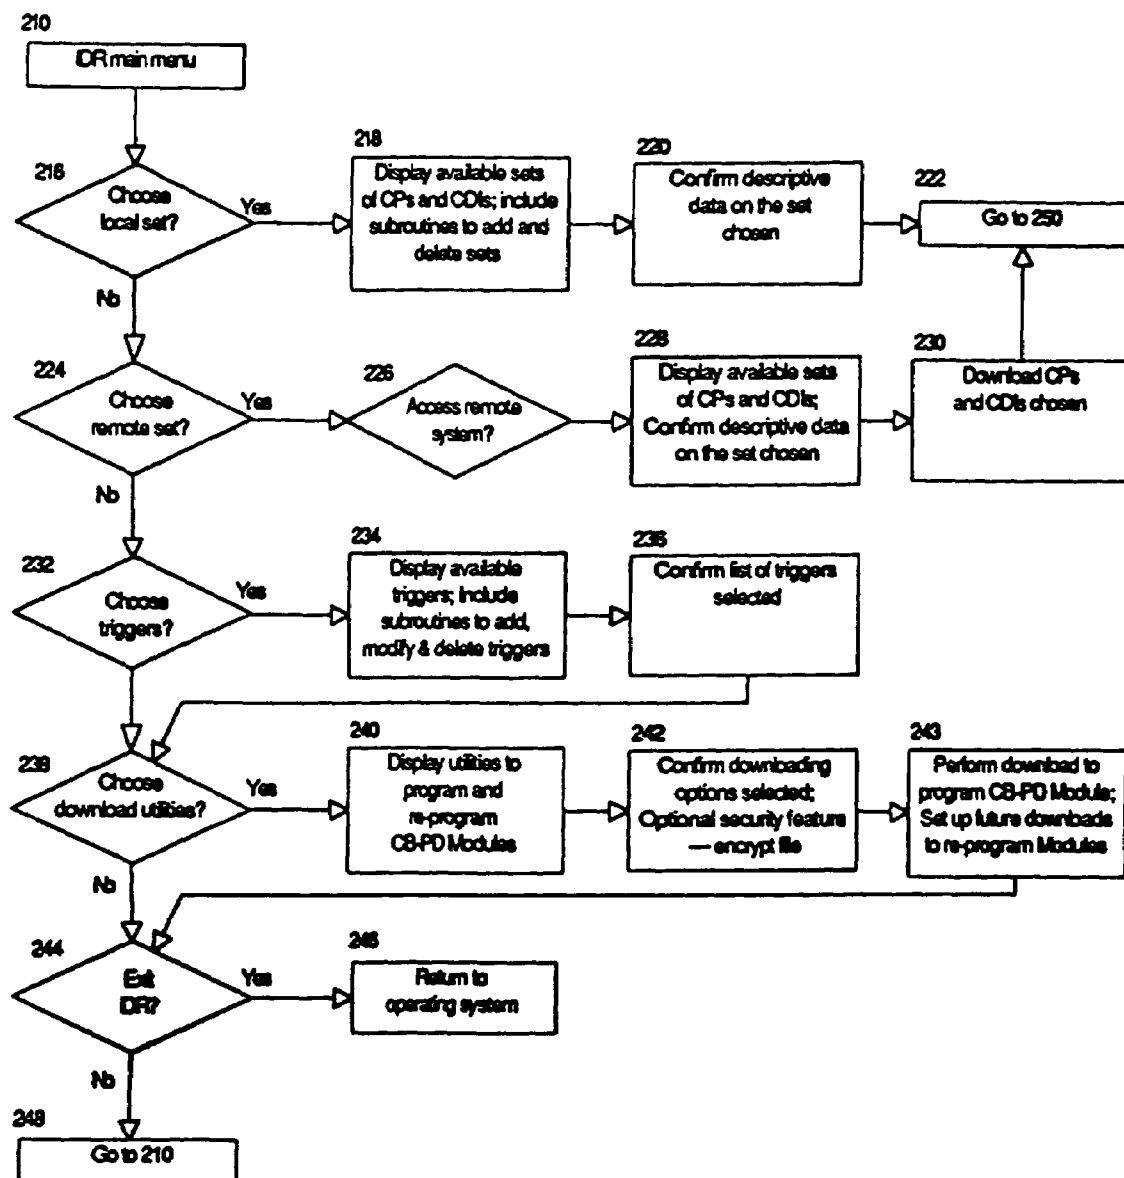 210
IDR main menu
216
Choose
local set?
Yes
218
Display available sets
of CPs and CDIs; include
subroutines to add and
delete sets
220
Confirm descriptive
data on the set
chosen
222
Go to 250
No
224
Choose
remote set?
Yes
226
Access remote
system?
228
Display available sets
of CPs and CDIs;
Confirm descriptive data
on the set chosen
230
Download CPs
and CDIs chosen
No
232
Choose
triggers?
Yes
234
Display available
triggers; Include
subroutines to add,
modify & delete triggers
236
Confirm list of triggers
selected
238
Choose
download utilities?
Yes
240
Display utilities to
program and
re-program
CB-PD Modules
242
Confirm downloading
options selected;
Optional security feature
— encrypt file
243
Perform download to
program CB-PD Module;
Set up future downloads
to re-program Modules
No
244
Exit
IDR?
Yes
246
Return to
operating system
No
248
Go to 210